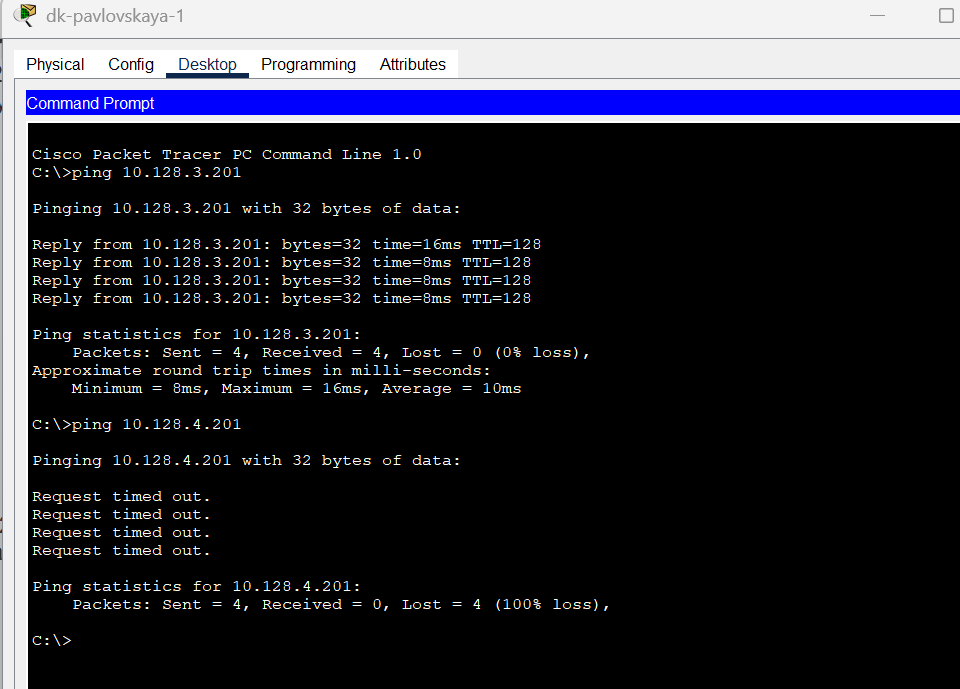 dk-pavlovskaya-1
Physical Config Desktop Programming Attributes
Command Prompt
Cisco Packet Tracer PC Command Line 1.0
C:\>ping 10.128.3.201
Pinging 10.128.3.201 with 32 bytes of data:
Reply from 10.128.3.201: bytes=32 time=16ms TTL=128
Reply from 10.128.3.201: bytes=32 time=8ms TTL=128
Reply from 10.128.3.201: bytes=32 time=8ms TTL=128
Reply from 10.128.3.201: bytes=32 time=8ms TTL=128
Ping statistics for 10.128.3.201:
    Packets: Sent = 4, Received = 4, Lost = 0 (0% loss),
Approximate round trip times in milli-seconds:
    Minimum = 8ms, Maximum = 16ms, Average = 10ms
C:\>ping 10.128.4.201
Pinging 10.128.4.201 with 32 bytes of data:
Request timed out.
Request timed out.
Request timed out.
Request timed out.
Ping statistics for 10.128.4.201:
    Packets: Sent = 4, Received = 0, Lost = 4 (100% loss),
C:\>